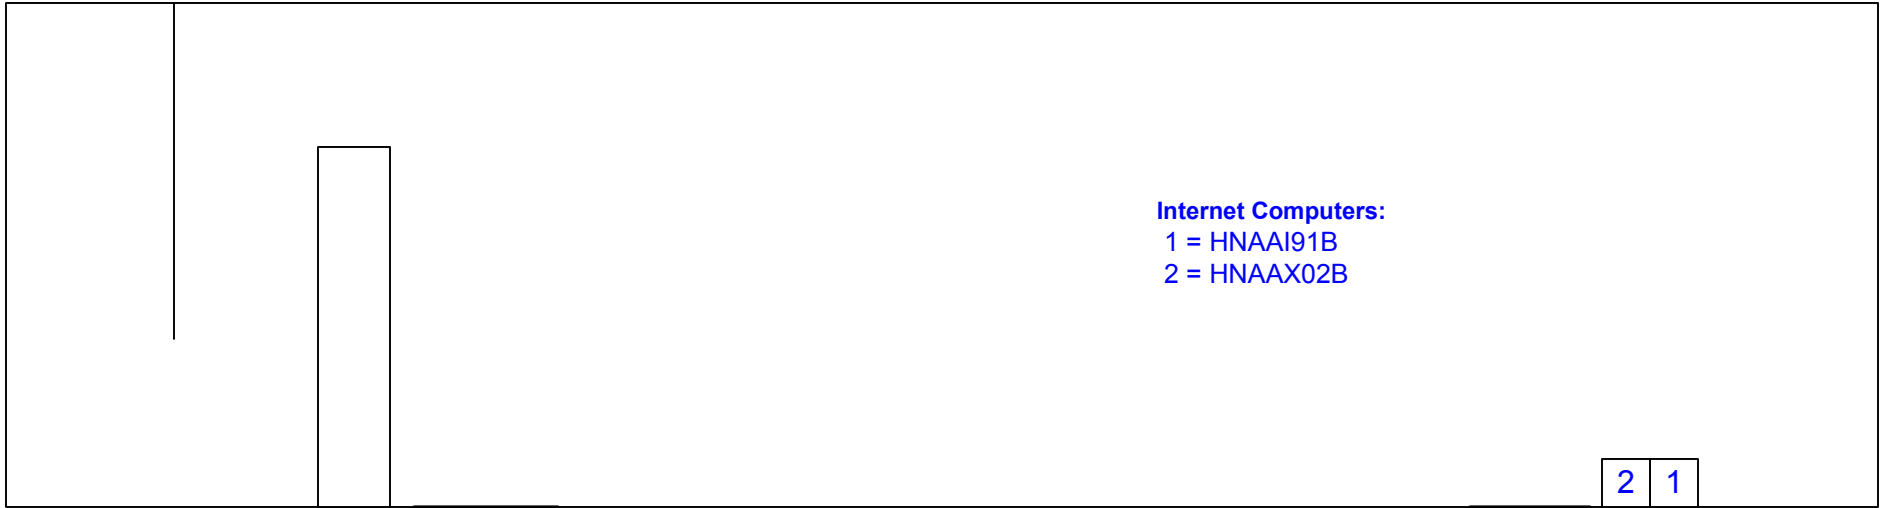 Internet Computers:
1 = HNAAI91B
2 = HNAAX02B
2 1